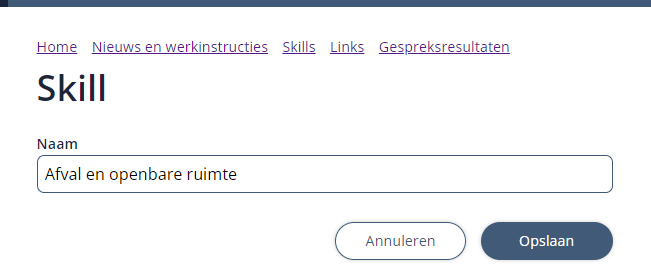 Home Nieuws en werkinstructies Skills Links Gespreksresultaten
Skill
Naam
Afval en openbare ruimte
Annuleren Opslaan